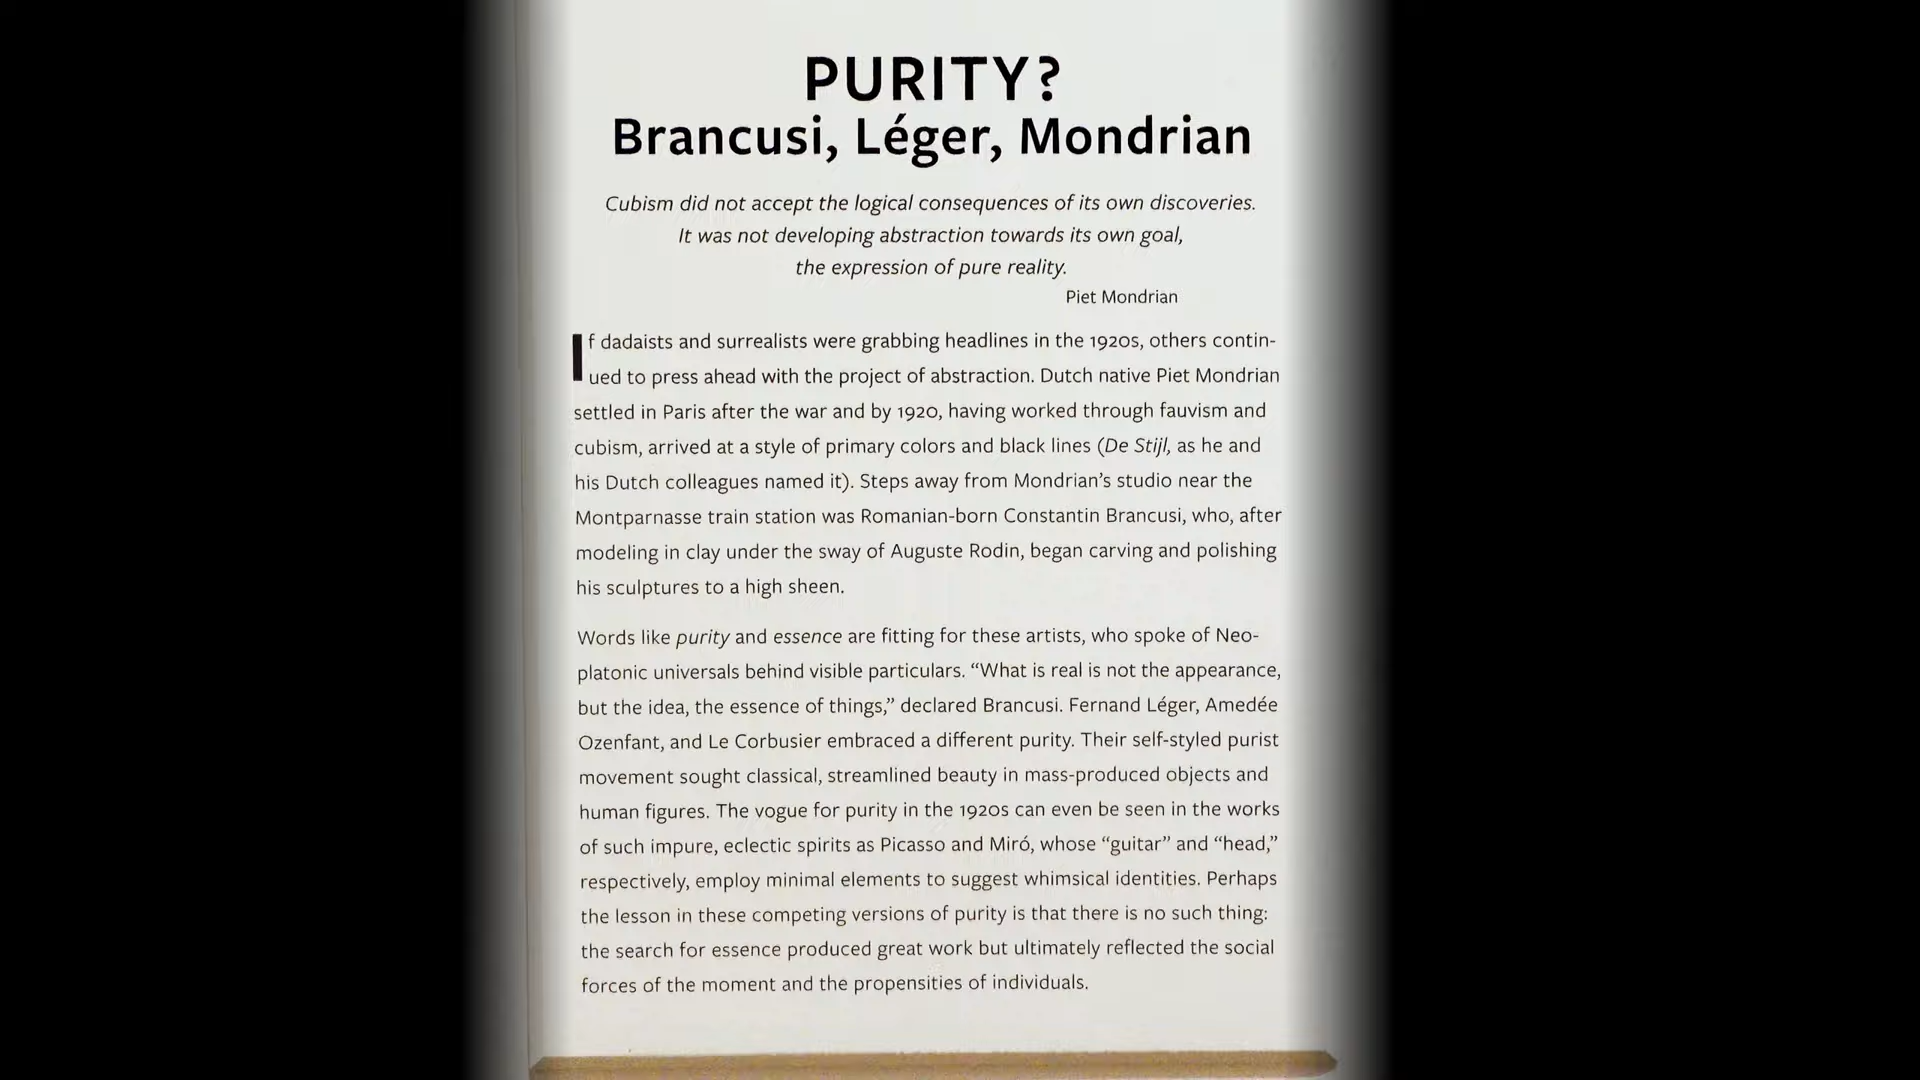 PURITY?
Brancusi, Léger, Mondrian
Cubism did not accept the logical consequences of its own discoveries.
It was not developing abstraction towards its own goal,
the expression of pure reality.
Piet Mondrian
If dadaists and surrealists were grabbing headlines in the 1920s, others contin-
ued to press ahead with the project of abstraction. Dutch native Piet Mondrian
settled in Paris after the war and by 1920, having worked through fauvism and
cubism, arrived at a style of primary colors and black lines (De Stijl, as he and
his Dutch colleagues named it). Steps away from Mondrian’s studio near the
Montparnasse train station was Romanian-born Constantin Brancusi, who, after
modeling in clay under the sway of Auguste Rodin, began carving and polishing
his sculptures to a high sheen.
Words like purity and essence are fitting for these artists, who spoke of Neo-
platonic universals behind visible particulars. “What is real is not the appearance,
but the idea, the essence of things,” declared Brancusi. Fernand Léger, Amedée
Ozenfant, and Le Corbusier embraced a different purity. Their self-styled purist
movement sought classical, streamlined beauty in mass-produced objects and
human figures. The vogue for purity in the 1920s can even be seen in the works
of such impure, eclectic spirits as Picasso and Miró, whose “guitar” and “head,”
respectively, employ minimal elements to suggest whimsical identities. Perhaps
the lesson in these competing versions of purity is that there is no such thing:
the search for essence produced great work but ultimately reflected the social
forces of the moment and the propensities of individuals.